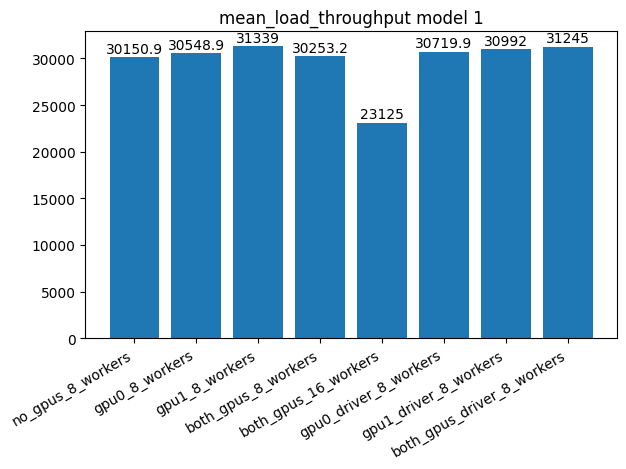 mean_load_throughput model 1
30000
25000
20000
15000
10000
5000
0
30150.9
30548.9
31339
30253.2
23125
30719.9
30992
31245
no_gpus_8_workers
gpu0_8_workers
gpu1_8_workers
both_gpus_8_workers
both_gpus_16_workers
gpu0_driver_8_workers
gpu1_driver_8_workers
both_gpus_driver_8_workers